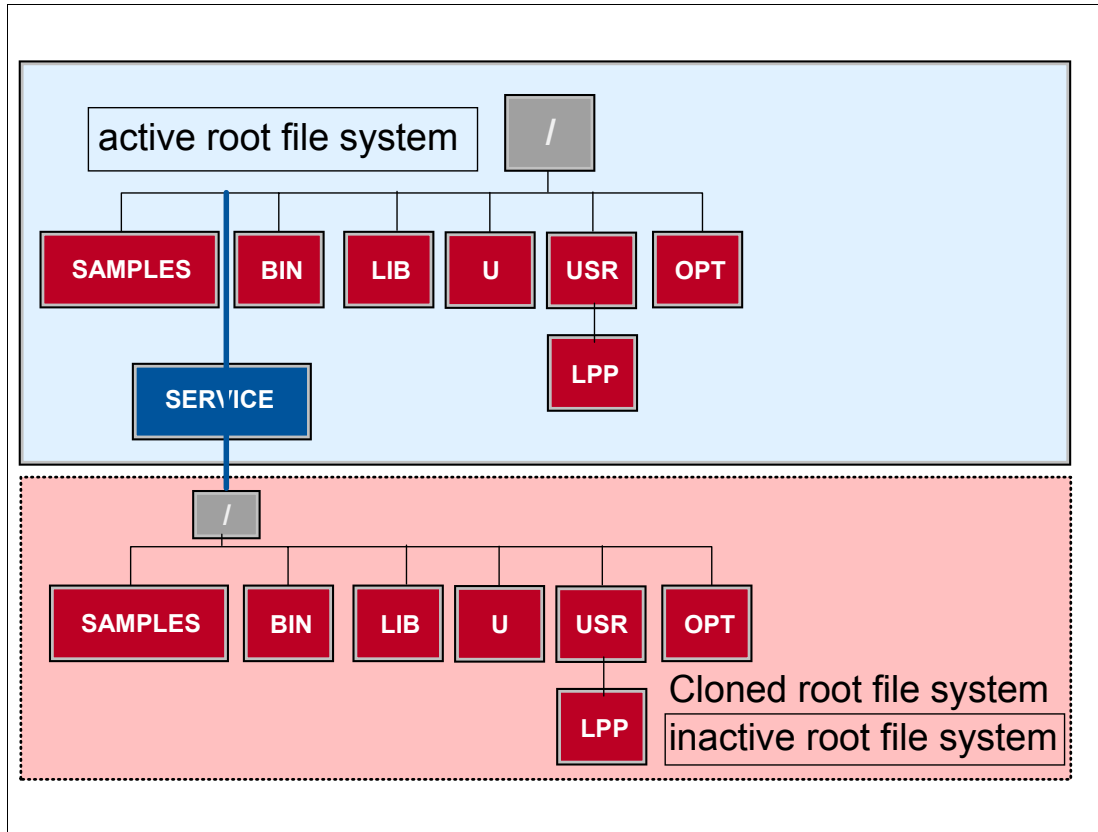 active root file system
/
SAMPLES BIN LIB U USR OPT
LPP
SERVICE
/
SAMPLES BIN LIB U USR OPT
LPP
Cloned root file system
inactive root file system